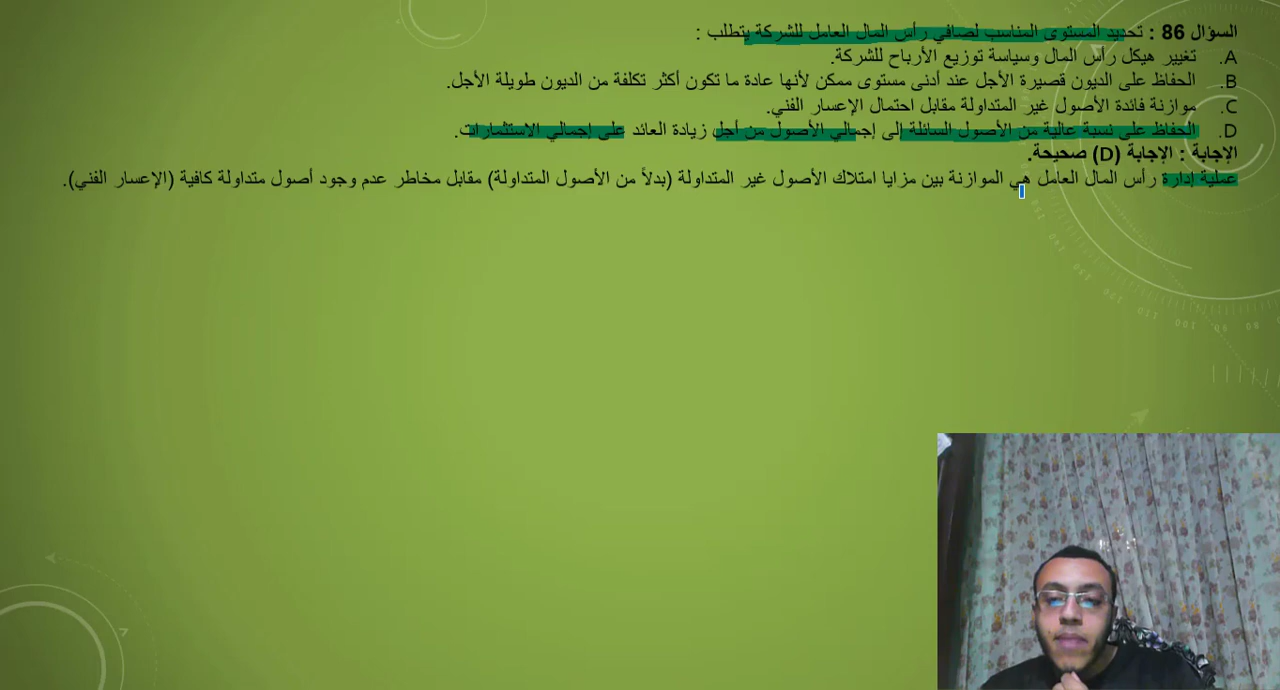 السؤال 86 : تحديد المستوى المناسب لصافي رأس المال العامل للشركة يتطلب :
A. تغيير هيكل رأس المال وسياسة توزيع الأرباح للشركة.
B. الحفاظ على الديون قصيرة الأجل عند أدنى مستوى ممكن لأنها عادة ما تكون أكثر تكلفة من الديون طويلة الأجل.
C. موازنة فائدة الأصول غير المتداولة مقابل احتمال الإعسار الفني.
D. الحفاظ على نسبة عالية من الأصول السائلة إلى إجمالي الأصول من أجل زيادة العائد على إجمالي الاستثمارات.
الإجابة : الإجابة (D) صحيحة.
عملية إدارة رأس المال العامل هي الموازنة بين مزايا امتلاك الأصول غير المتداولة (بدلاً من الأصول المتداولة) مقابل مخاطر عدم وجود أصول متداولة كافية (الإعسار الفني).